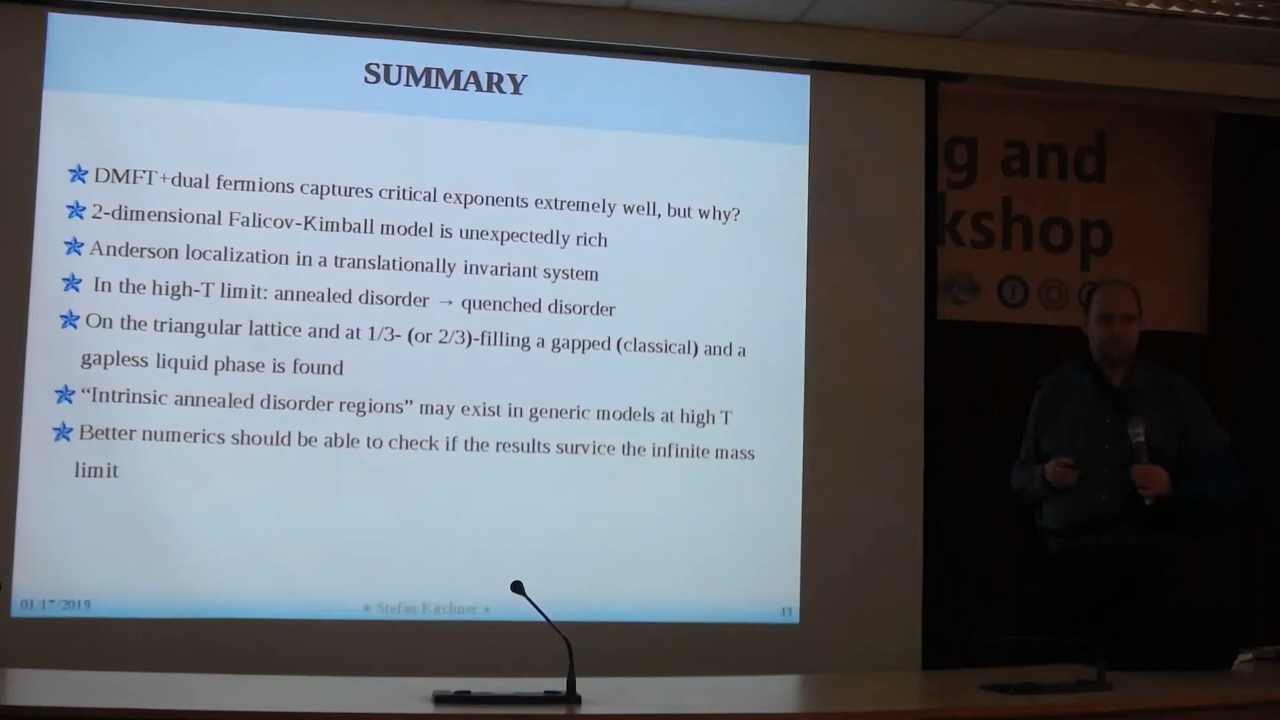 SUMMARY
DMFT+dual fermions captures critical exponents extremely well, but why?
2-dimensional Falicov-Kimball model is unexpectedly rich
Anderson localization in a translationally invariant system
In the high-T limit: annealed disorder → quenched disorder
On the triangular lattice and at 1/3- (or 2/3)-filling a gapped (classical) and a
gapless liquid phase is found
“Intrinsic annealed disorder regions” may exist in generic models at high T
Better numerics should be able to check if the results survice the infinite mass
limit
01/17/2019
Stefan Kirchner
43
g and
kshop